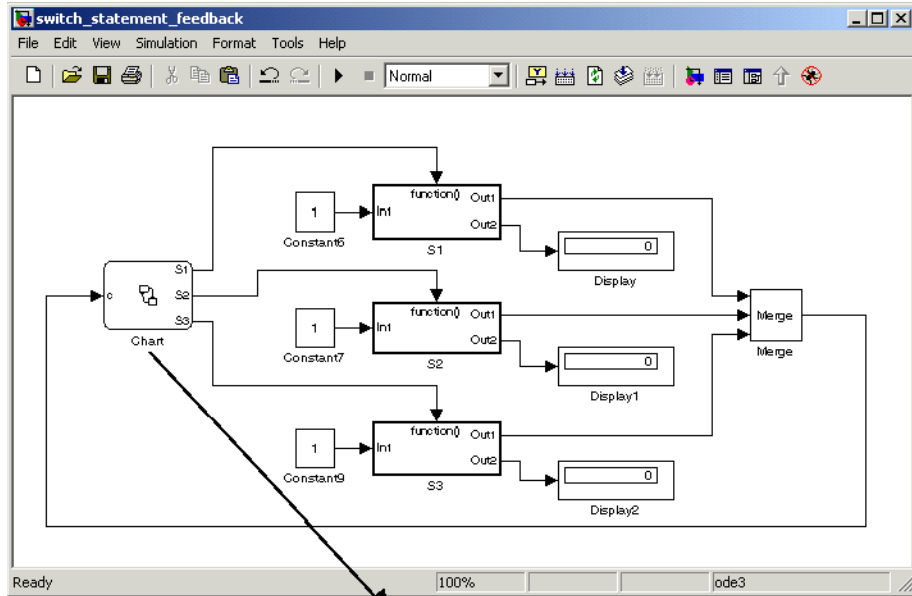 switch_statement_feedback
File Edit View Simulation Format Tools Help
Normal
function()
In1
Out1
Out2
S1
1
Constant6
0
Display
c
S1
S2
S3
Chart
function()
In1
Out1
Out2
S2
1
Constant7
0
Display1
Merge
Merge
function()
In1
Out1
Out2
S3
1
Constant9
0
Display2
Ready 100% ode3